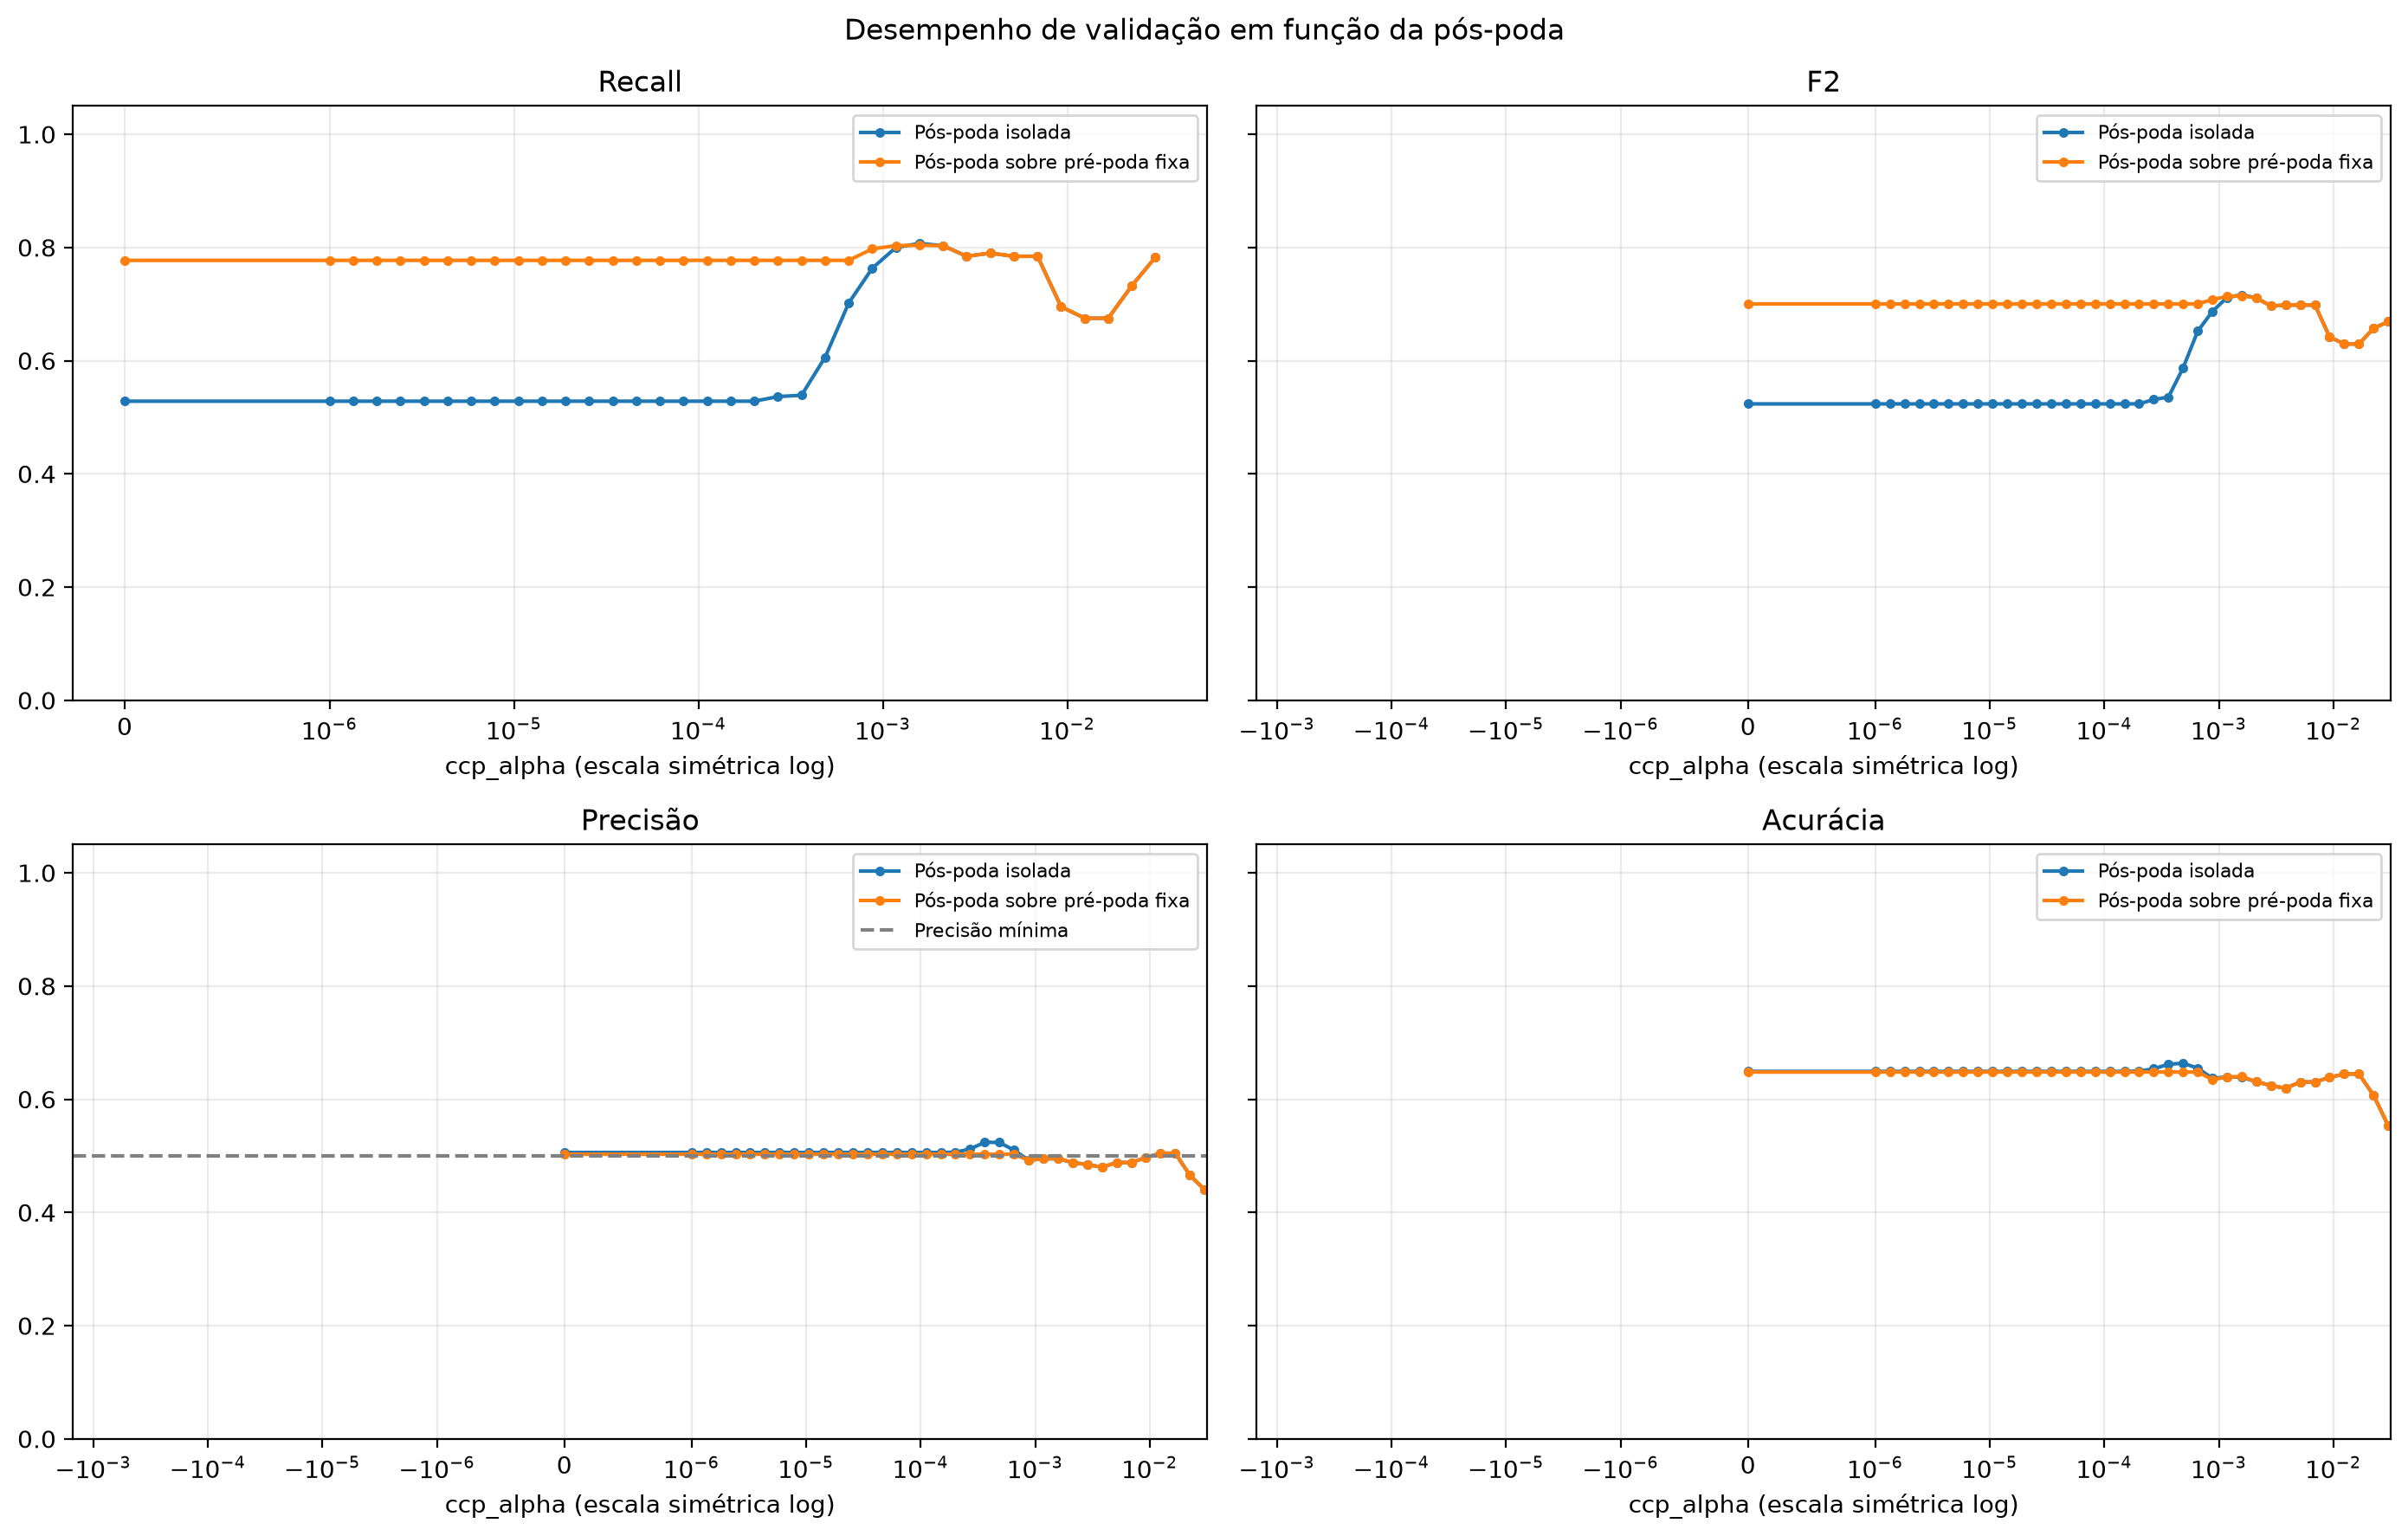 Desempenho de validação em função da pós-poda
Recall
1.0
0.8
0.6
0.4
0.2
0.0
Pós-poda isolada
Pós-poda sobre pré-poda fixa
0 10⁻⁶ 10⁻⁵ 10⁻⁴ 10⁻³ 10⁻²
ccp_alpha (escala simétrica log)
F2
Pós-poda isolada
Pós-poda sobre pré-poda fixa
−10⁻³ −10⁻⁴ −10⁻⁵ −10⁻⁶ 0 10⁻⁶ 10⁻⁵ 10⁻⁴ 10⁻³ 10⁻²
ccp_alpha (escala simétrica log)
Precisão
1.0
0.8
0.6
0.4
0.2
0.0
Pós-poda isolada
Pós-poda sobre pré-poda fixa
Precisão mínima
−10⁻³ −10⁻⁴ −10⁻⁵ −10⁻⁶ 0 10⁻⁶ 10⁻⁵ 10⁻⁴ 10⁻³ 10⁻²
ccp_alpha (escala simétrica log)
Acurácia
Pós-poda isolada
Pós-poda sobre pré-poda fixa
−10⁻³ −10⁻⁴ −10⁻⁵ −10⁻⁶ 0 10⁻⁶ 10⁻⁵ 10⁻⁴ 10⁻³ 10⁻²
ccp_alpha (escala simétrica log)